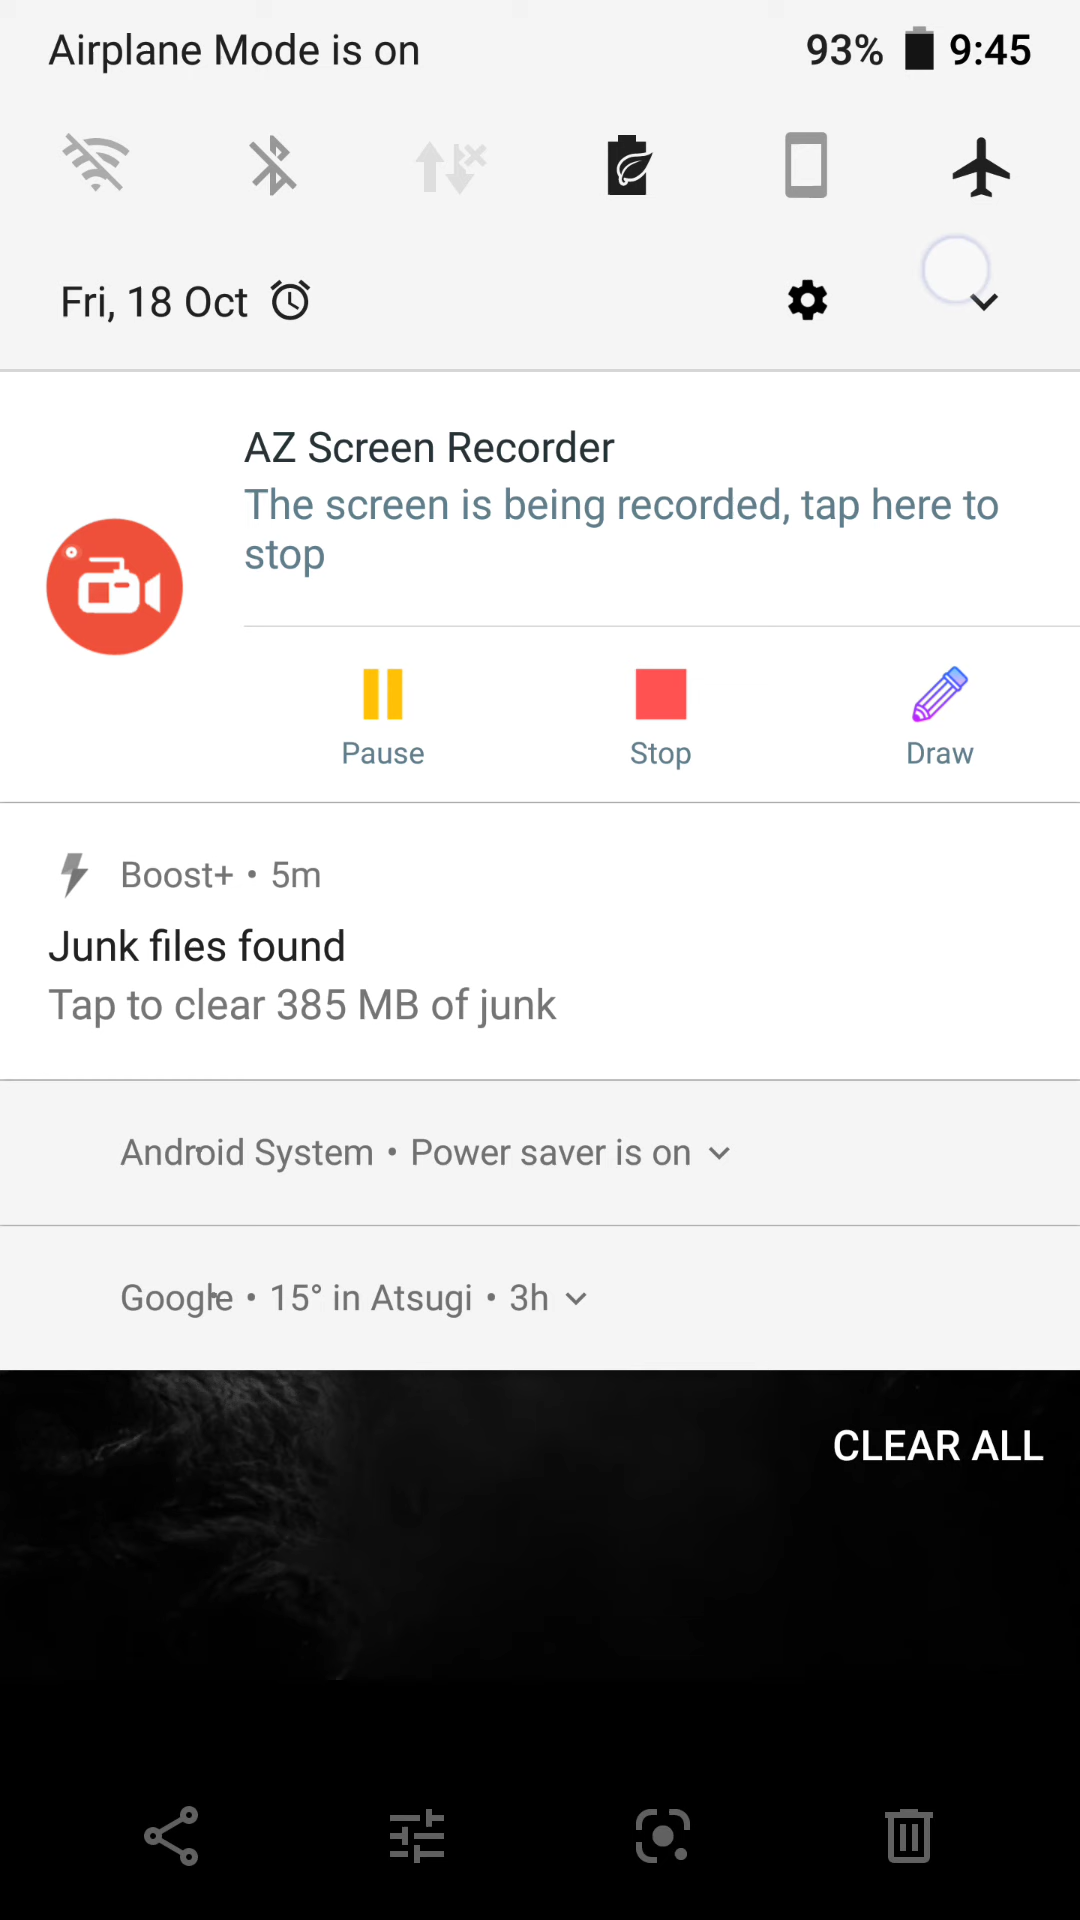 Airplane Mode is on 93% 9:45
Fri, 18 Oct
AZ Screen Recorder
The screen is being recorded, tap here to
stop
Pause Stop Draw
Boost+ • 5m
Junk files found
Tap to clear 385 MB of junk
Android System • Power saver is on
Google • 15° in Atsugi • 3h
CLEAR ALL